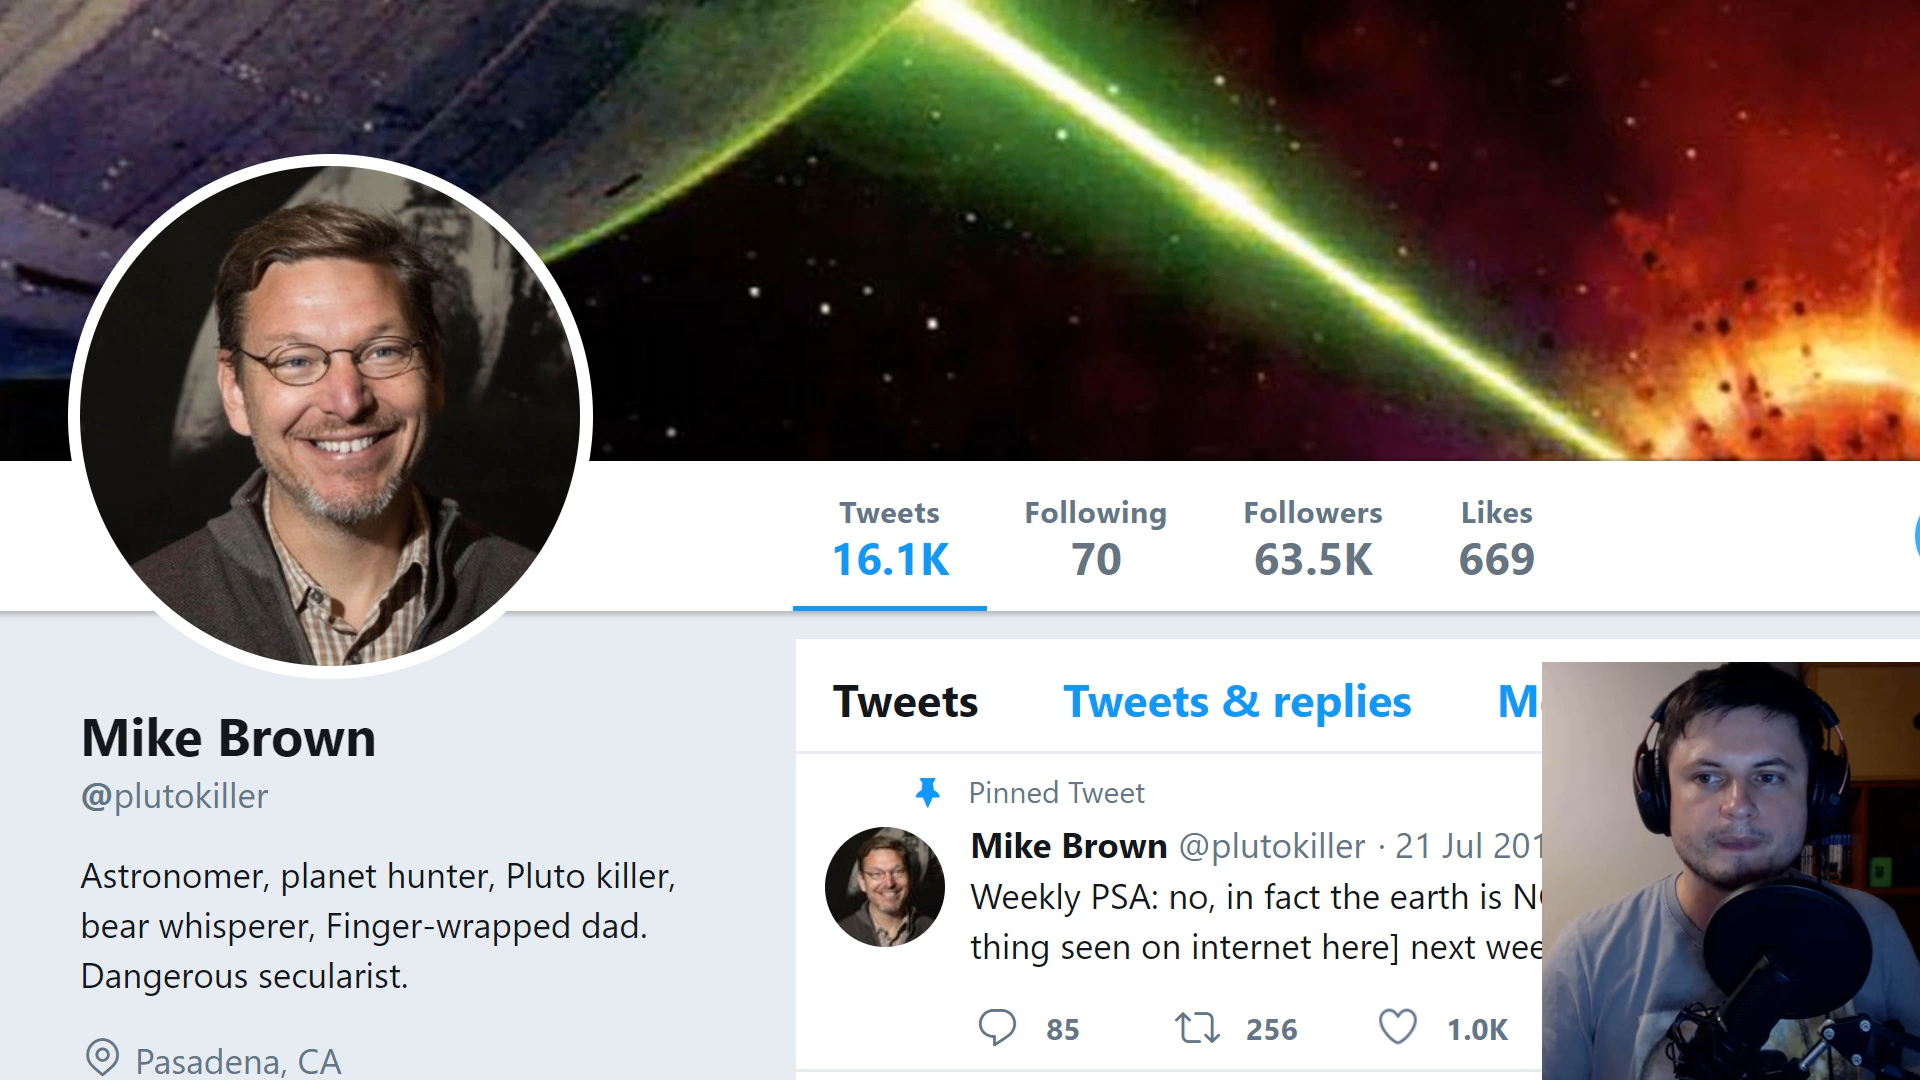 Tweets Following Followers Likes
16.1K 70 63.5K 669
Mike Brown
@plutokiller
Astronomer, planet hunter, Pluto killer,
bear whisperer, Finger-wrapped dad.
Dangerous secularist.
Pasadena, CA
Tweets Tweets & replies
Pinned Tweet
Mike Brown @plutokiller · 21 Jul 201
Weekly PSA: no, in fact the earth is
thing seen on internet here] next
85 256 1.0K